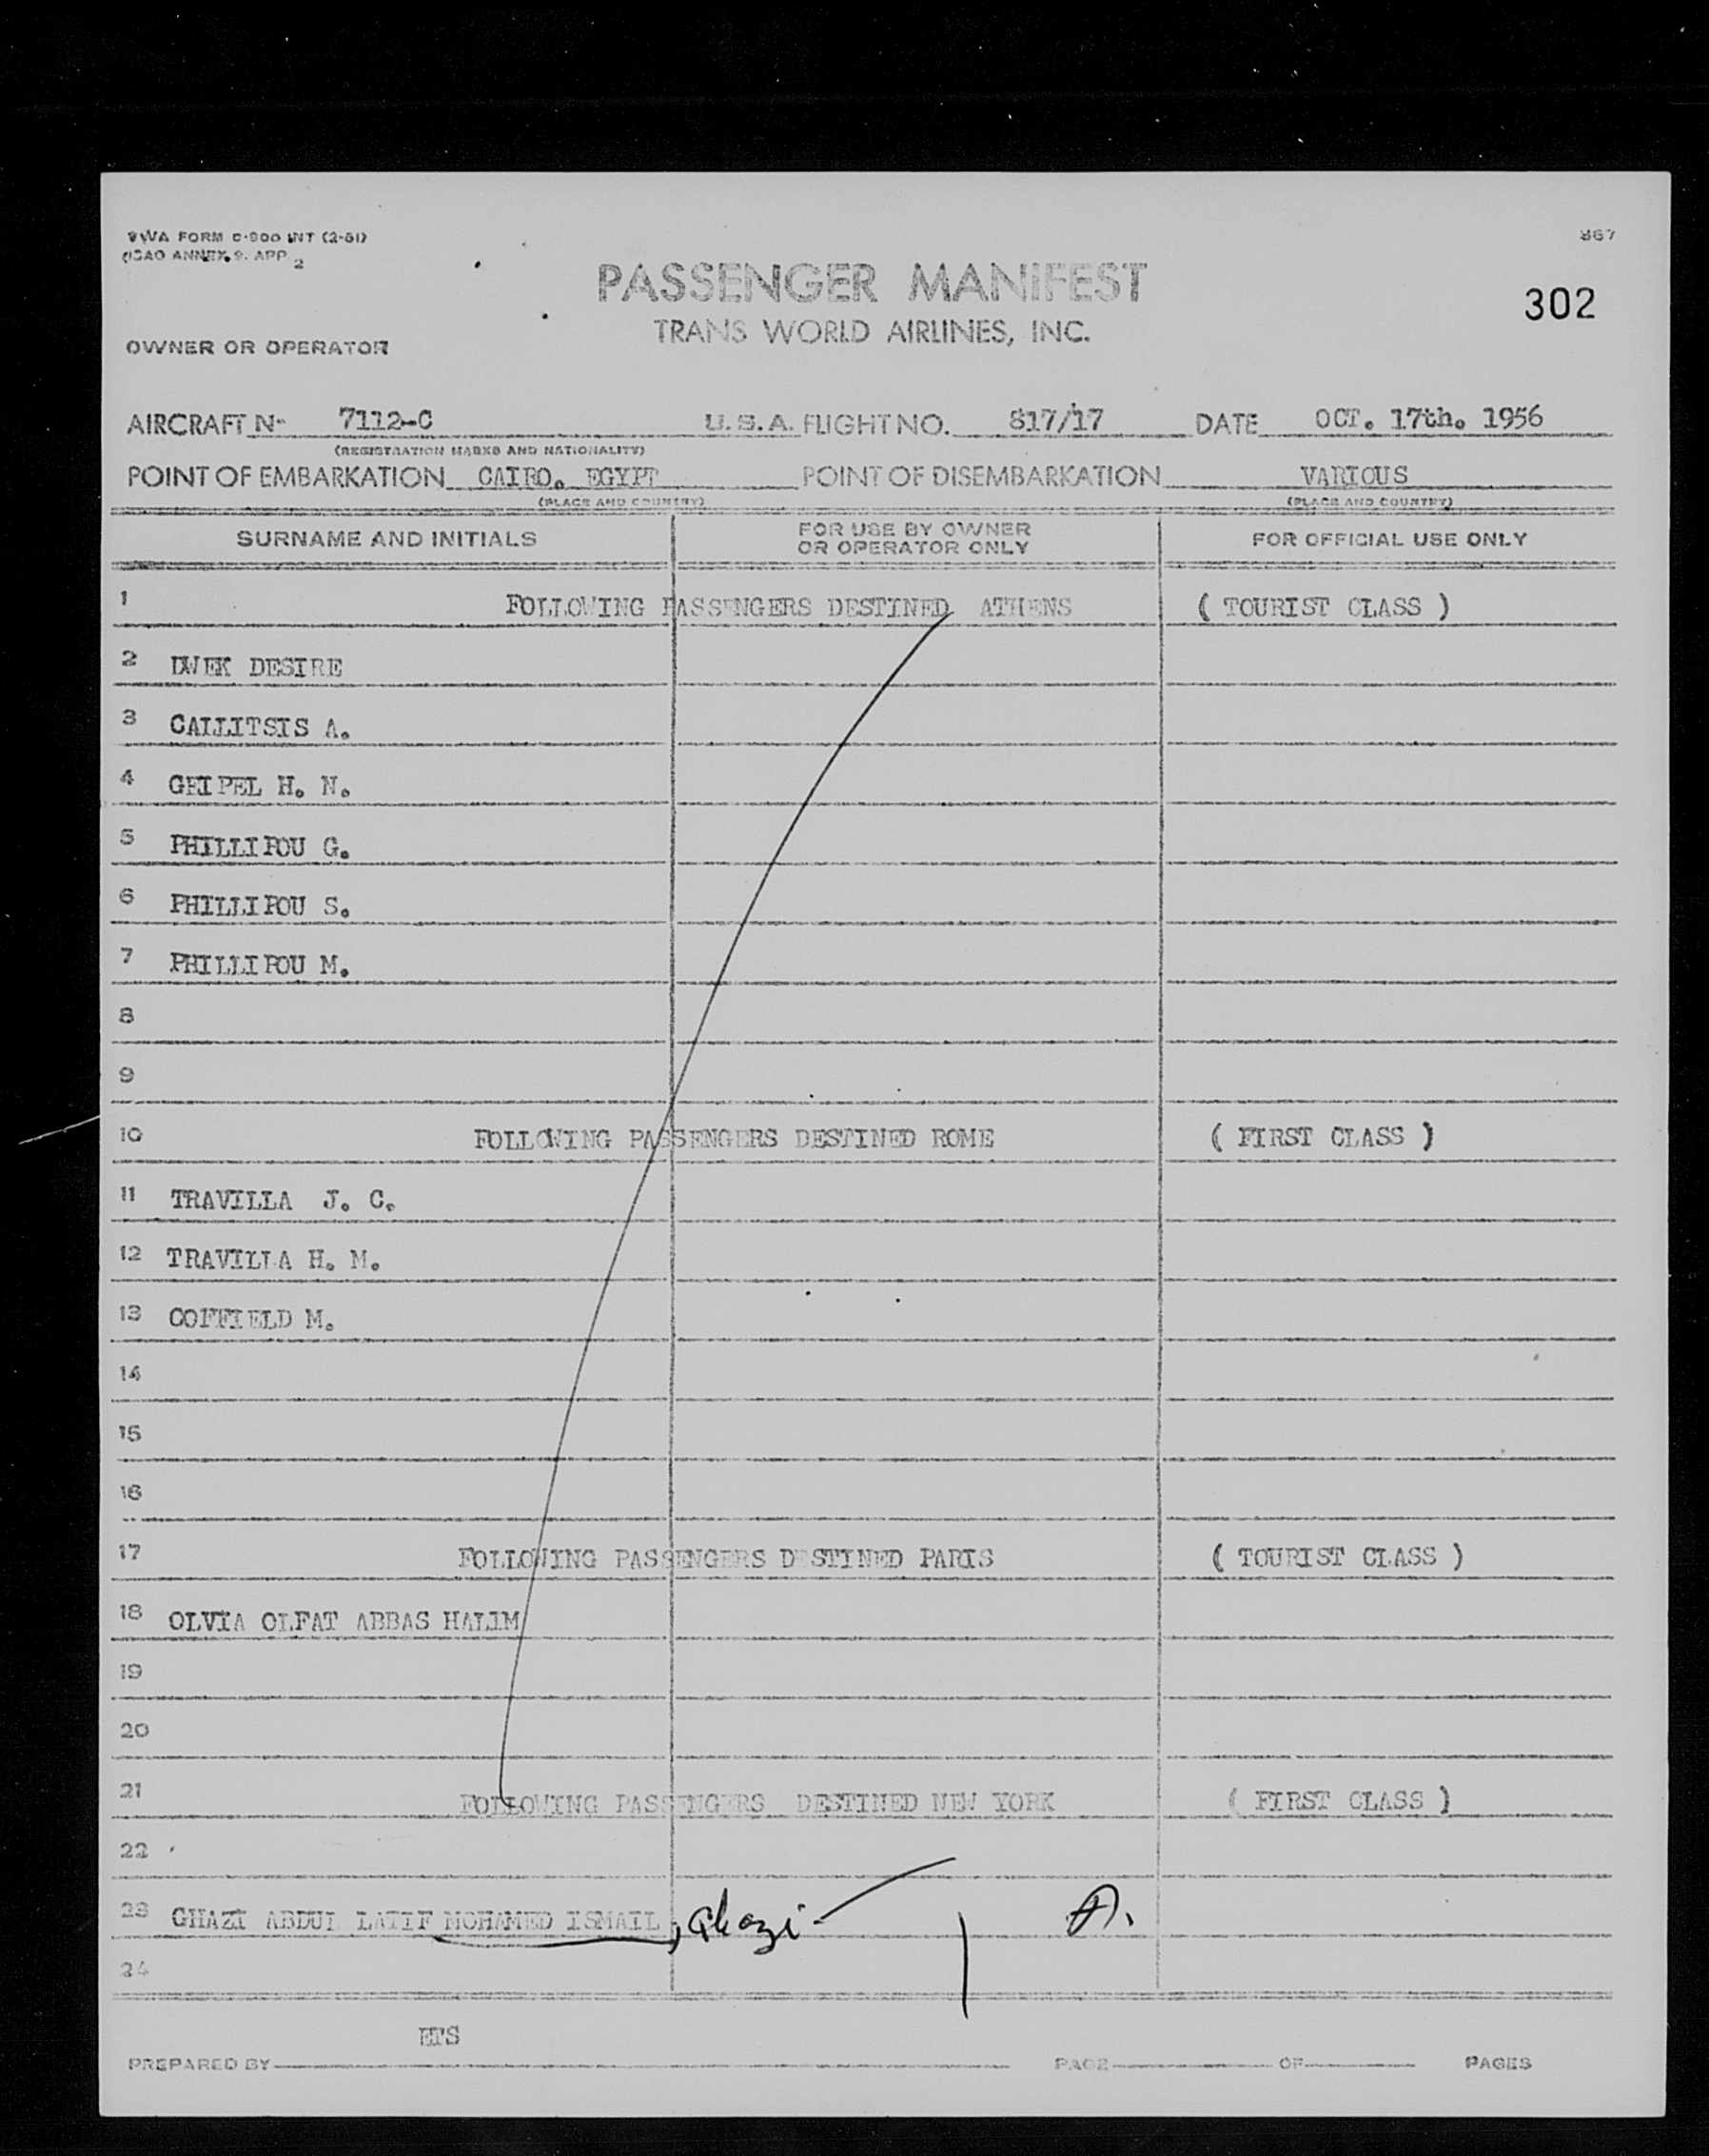 TWA FORM C-900 INT (2-51)
ICAO ANNEX. 9. APP. 2
867
PASSENGER MANIFEST
302
TRANS WORLD AIRLINES, INC.
OWNER OR OPERATOR
AIRCRAFT N- 7112-C U.S.A. FLIGHT NO. 817/17 DATE OCT. 17th. 1956
(REGISTRATION MARKS AND NATIONALITY)
POINT OF EMBARKATION CAIRO. EGYPT POINT OF DISEMBARKATION VARIOUS
(PLACE AND COUNTRY) (PLACE AND COUNTRY)
SURNAME AND INITIALS FOR USE BY OWNER OR OPERATOR ONLY FOR OFFICIAL USE ONLY
1 FOLLOWING PASSENGERS DESTINED ATHENS ( TOURIST CLASS )
2 DWEK DESIRE
3 CALLITSIS A.
4 GEIPEL H. N.
5 PHILLIPOU G.
6 PHILLIPOU S.
7 PHILLIPOU M.
8
9
10 FOLLOWING PASSENGERS DESTINED ROME ( FIRST CLASS )
11 TRAVILLA J. C.
12 TRAVILLA H. M.
13 COFFIELD M.
14
15
16
17 FOLLOWING PASSENGERS DESTINED PARIS ( TOURIST CLASS )
18 OLVIA OLFAT ABBAS HALIM
19
20
21 FOLLOWING PASSENGERS DESTINED NEW YORK ( FIRST CLASS )
22
23 GHAZI ABDUL LATIF MOHAMED ISMAIL, Ghazi - A.
24
ETS
PREPARED BY PAGE OF PAGES